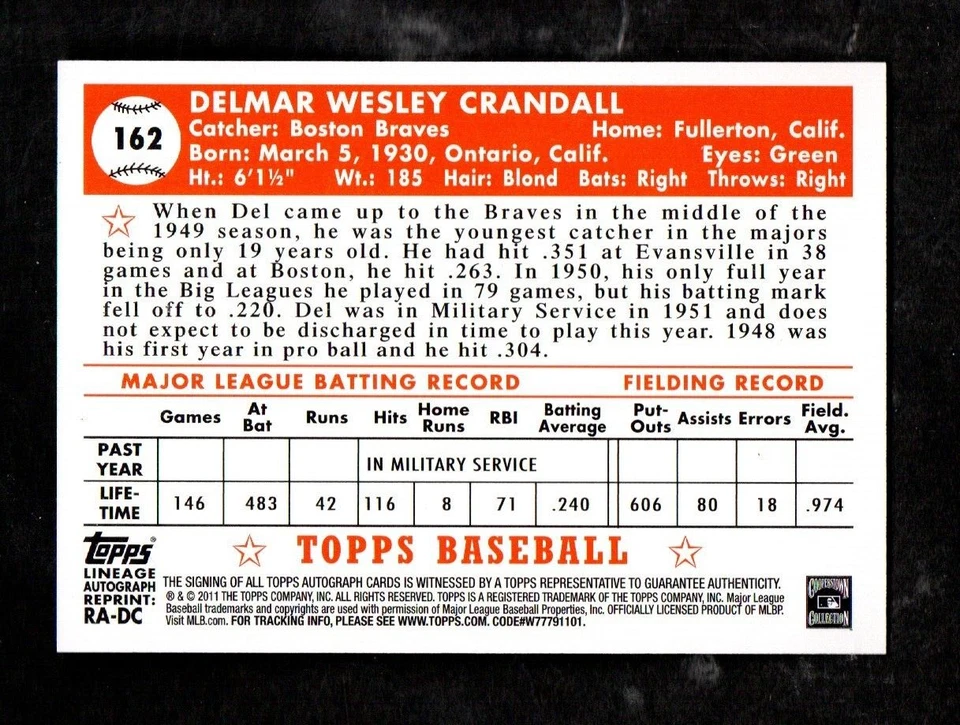 162
DELMAR WESLEY CRANDALL
Catcher: Boston Braves Home: Fullerton, Calif.
Born: March 5, 1930, Ontario, Calif. Eyes: Green
Ht.: 6'1½" Wt.: 185 Hair: Blond Bats: Right Throws: Right
When Del came up to the Braves in the middle of the
1949 season, he was the youngest catcher in the majors
being only 19 years old. He had hit .351 at Evansville in 38
games and at Boston, he hit .263. In 1950, his only full year
in the Big Leagues he played in 79 games, but his batting mark
fell off to .220. Del was in Military Service in 1951 and does
not expect to be discharged in time to play this year. 1948 was
his first year in pro ball and he hit .304.
MAJOR LEAGUE BATTING RECORD FIELDING RECORD
Games At Bat Runs Hits Home Runs RBI Batting Average Put-Outs Assists Errors Field. Avg.
PAST YEAR IN MILITARY SERVICE
LIFE-TIME 146 483 42 116 8 71 .240 606 80 18 .974
topps® TOPPS BASEBALL
LINEAGE
AUTOGRAPH
REPRINT:
RA-DC
THE SIGNING OF ALL TOPPS AUTOGRAPH CARDS IS WITNESSED BY A TOPPS REPRESENTATIVE TO GUARANTEE AUTHENTICITY.
® & © 2011 THE TOPPS COMPANY, INC. ALL RIGHTS RESERVED. TOPPS IS A REGISTERED TRADEMARK OF THE TOPPS COMPANY, INC. Major League
Baseball trademarks and copyrights are used with permission of Major League Baseball Properties, Inc. OFFICIALLY LICENSED PRODUCT OF MLBP.
Visit MLB.com. FOR TRACKING INFO, PLEASE SEE WWW.TOPPS.COM. CODE#W77791101.
COOPERSTOWN
COLLECTION